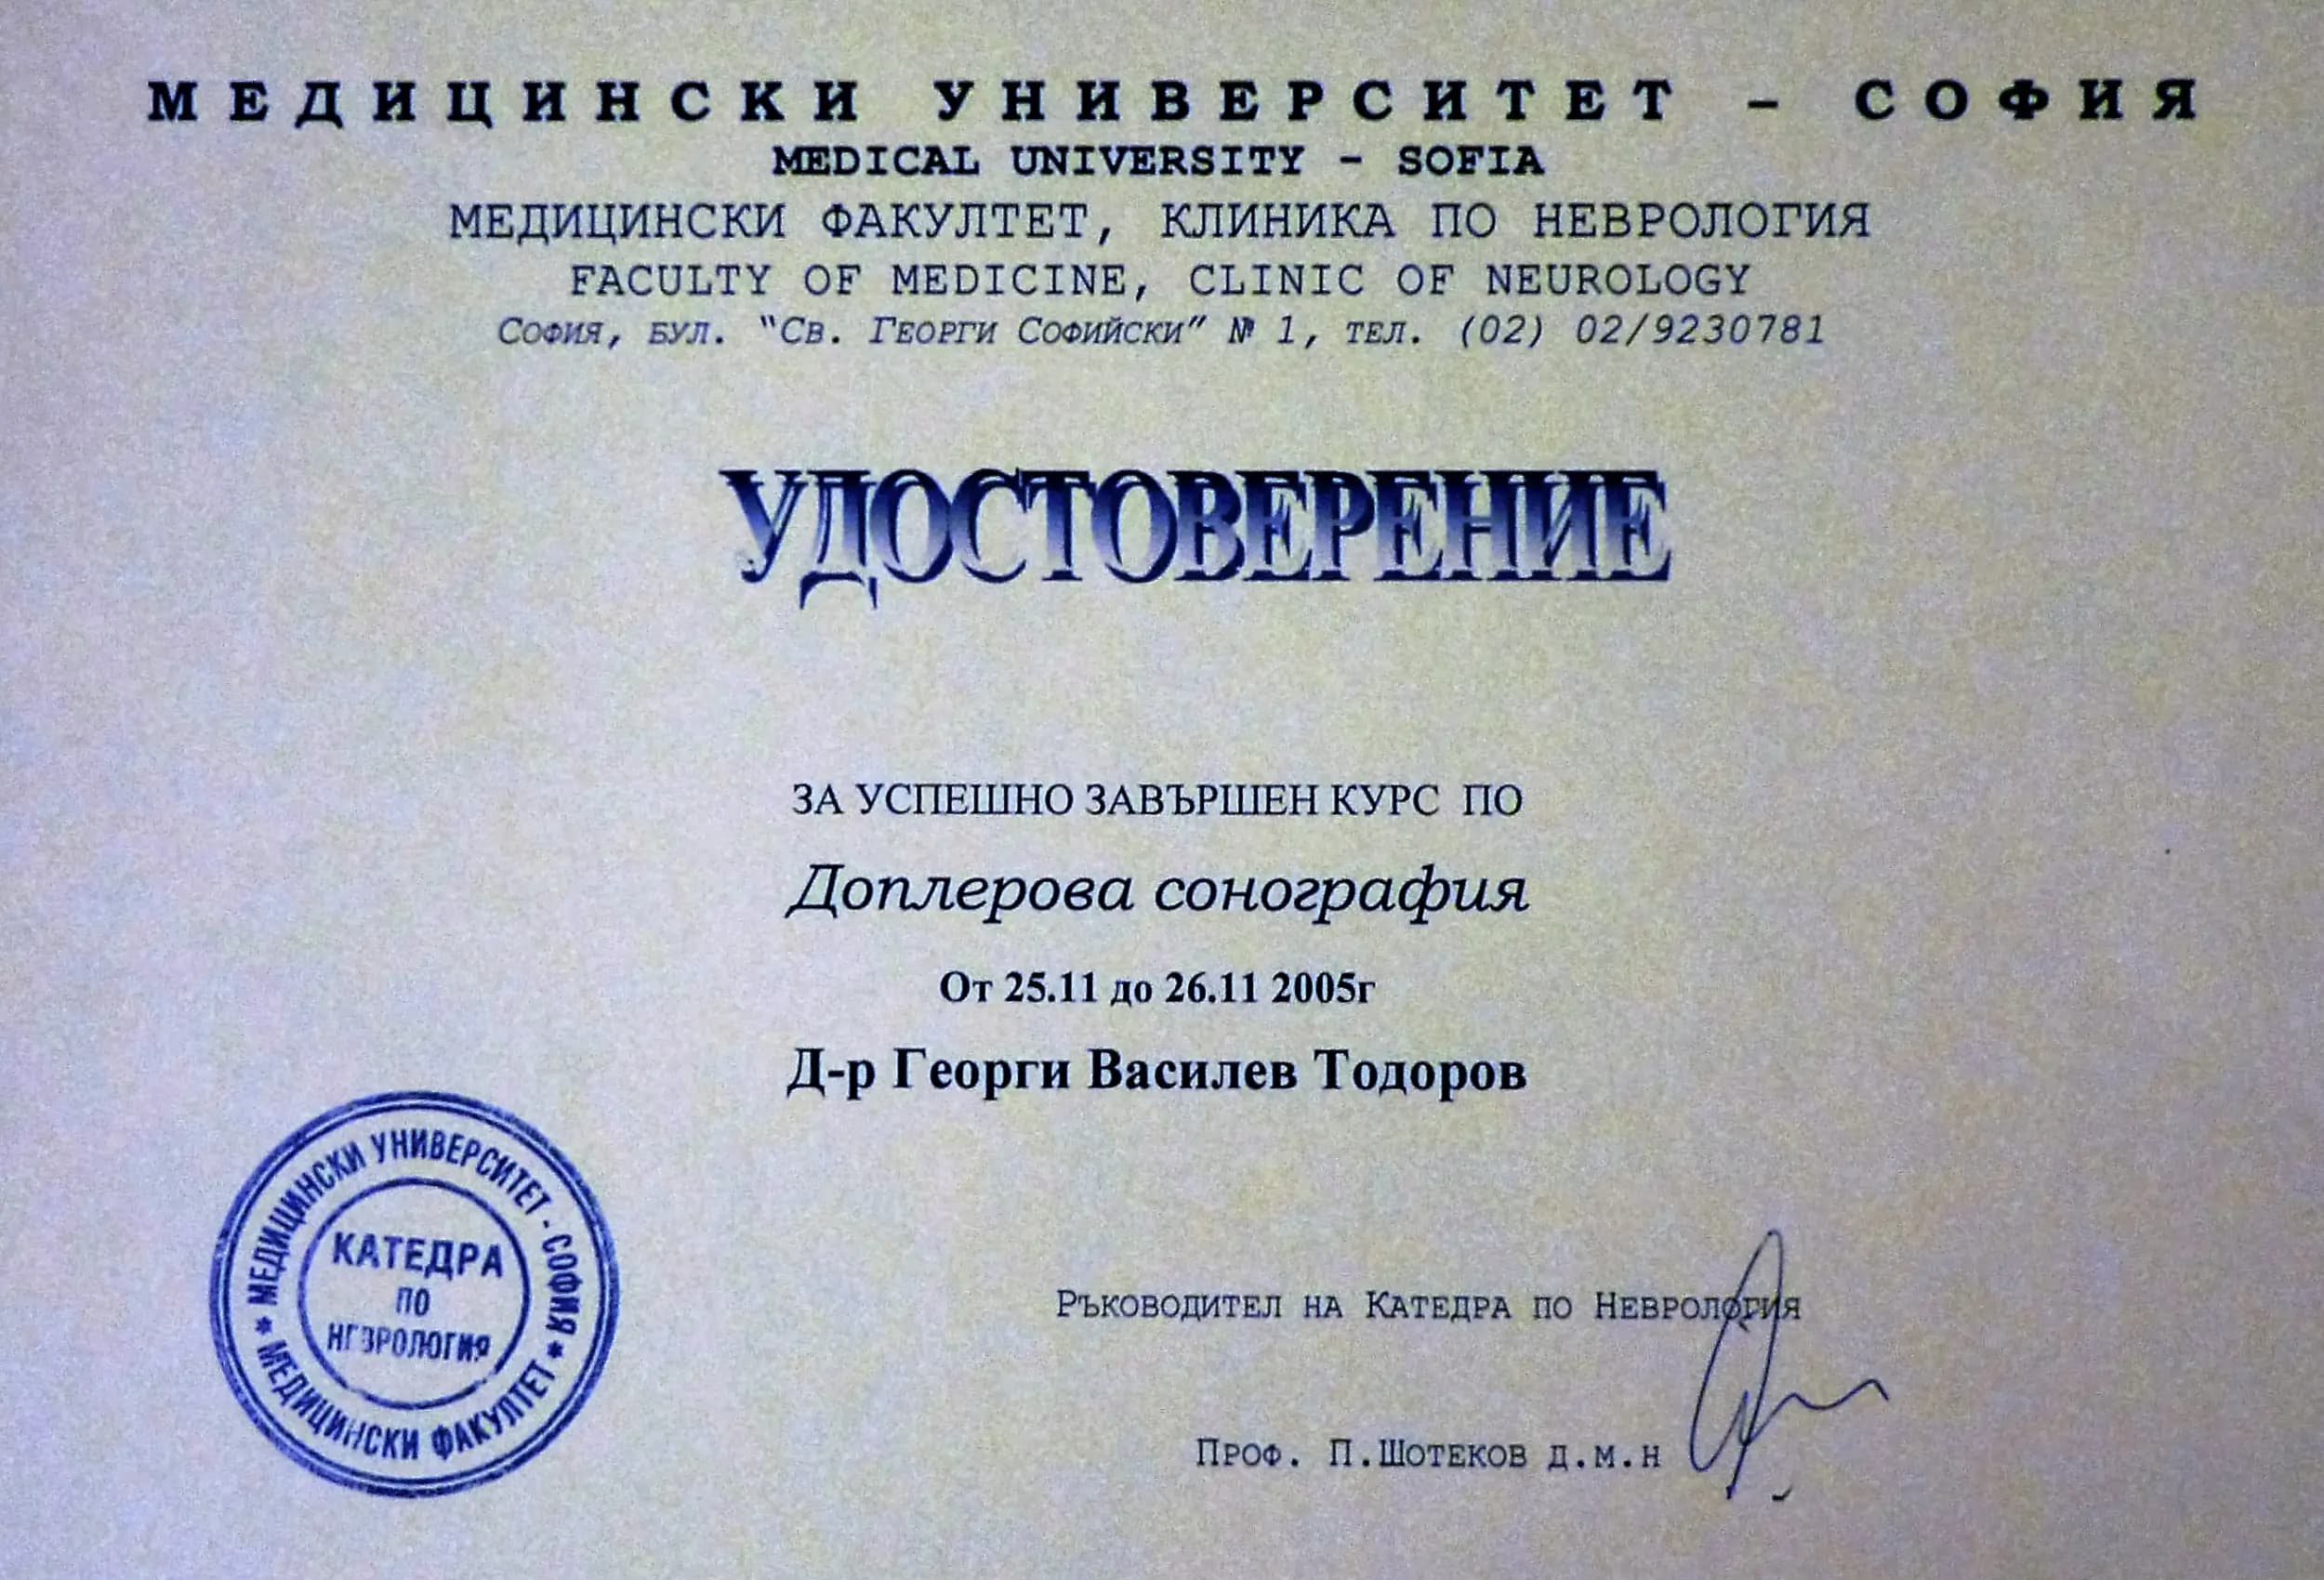 МЕДИЦИНСКИ УНИВЕРСИТЕТ – СОФИЯ
MEDICAL UNIVERSITY - SOFIA
МЕДИЦИНСКИ ФАКУЛТЕТ, КЛИНИКА ПО НЕВРОЛОГИЯ
FACULTY OF MEDICINE, CLINIC OF NEUROLOGY
СОФИЯ, БУЛ. "СВ. ГЕОРГИ СОФИЙСКИ" № 1, ТЕЛ. (02) 02/9230781
УДОСТОВЕРЕНИЕ
ЗА УСПЕШНО ЗАВЪРШЕН КУРС ПО
Доплерова сонография
От 25.11 до 26.11 2005г
Д-р Георги Василев Тодоров
МЕДИЦИНСКИ УНИВЕРСИТЕТ - СОФИЯ
* МЕДИЦИНСКИ ФАКУЛТЕТ *
КАТЕДРА
ПО
НЕВРОЛОГИЯ
РЪКОВОДИТЕЛ НА КАТЕДРА ПО НЕВРОЛОГИЯ
ПРОФ. П.ШОТЕКОВ Д.М.Н